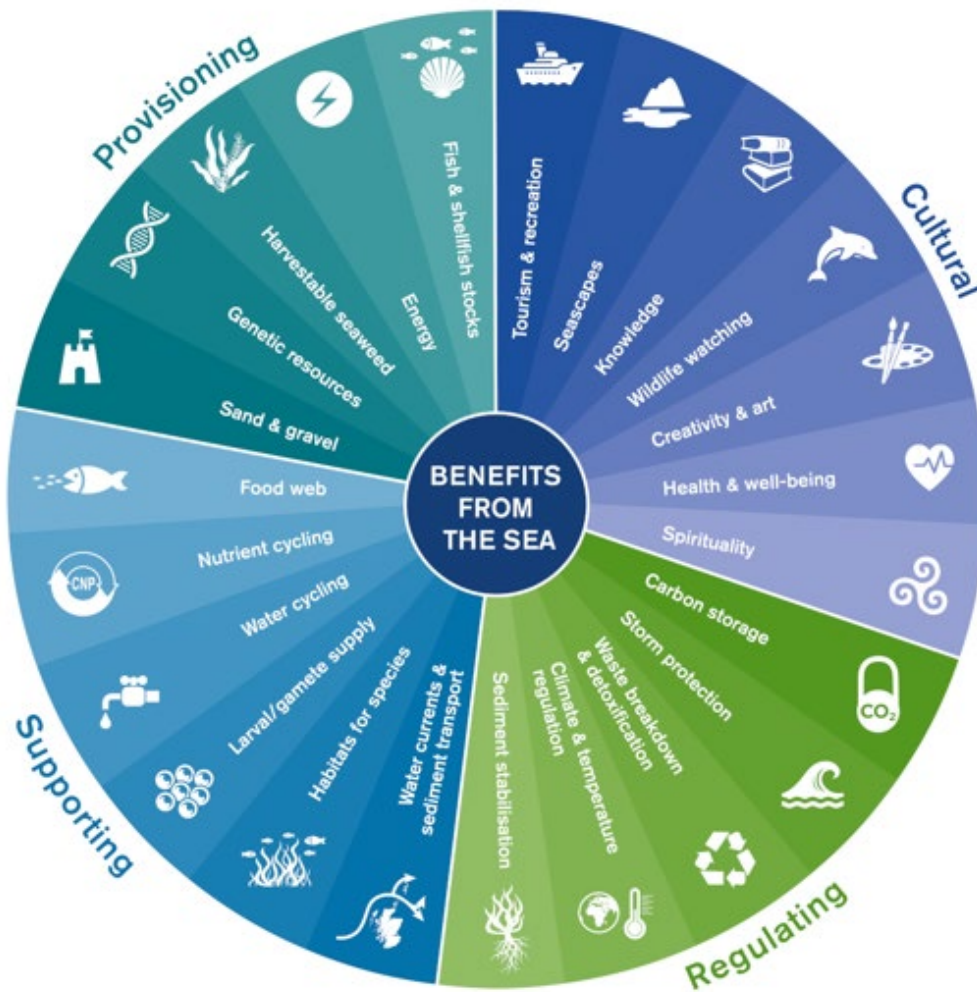 BENEFITS
FROM
THE SEA
Provisioning
Sand & gravel
Genetic resources
Harvestable seaweed
Energy
Fish & shellfish stocks
Cultural
Tourism & recreation
Seascapes
Knowledge
Wildlife watching
Creativity & art
Health & well-being
Spirituality
Regulating
Carbon storage
CO₂
Storm protection
Waste breakdown
& detoxification
Climate & temperature
regulation
Sediment stabilisation
Supporting
Water currents &
sediment transport
Habitats for species
Larval/gamete supply
Water cycling
Nutrient cycling
CNP
Food web